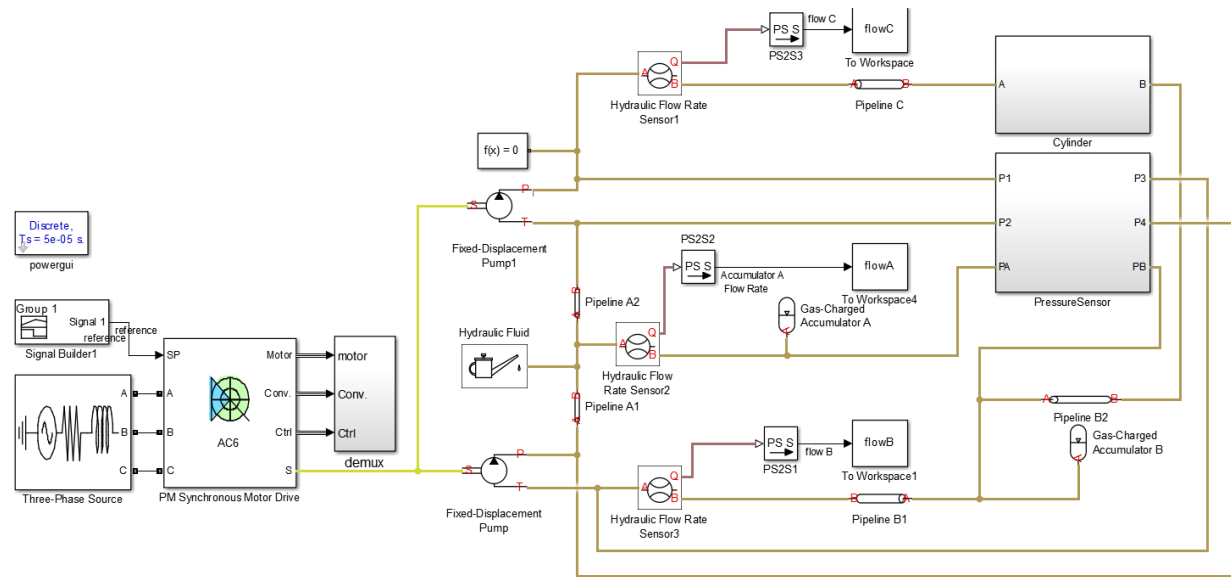 flow C
PS S
PS2S3
flowC
To Workspace
A
Q
B
Hydraulic Flow Rate
Sensor1
A
B
Pipeline C
A
B
Cylinder
f(x) = 0
S
P
T
Fixed-Displacement
Pump1
P1
P2
PA
P3
P4
PB
PressureSensor
Discrete,
Ts = 5e-05 s.
powergui
PS2S2
PS S
Accumulator A
Flow Rate
flowA
To Workspace4
B
A
Pipeline A2
Gas-Charged
Accumulator A
A
Group 1
Signal 1
reference
reference
Signal Builder1
Hydraulic Fluid
A
Q
B
Hydraulic Flow
Rate Sensor2
Pipeline A1
SP
A
B
C
Motor
Conv.
Ctrl
S
AC6
PM Synchronous Motor Drive
motor
Conv.
Ctrl
demux
A
B
C
Three-Phase Source
A
B
Pipeline B2
Gas-Charged
Accumulator B
A
S
P
T
Fixed-Displacement
Pump
PS S
PS2S1
flow B
flowB
To Workspace1
A
Q
B
Hydraulic Flow Rate
Sensor3
B
A
Pipeline B1